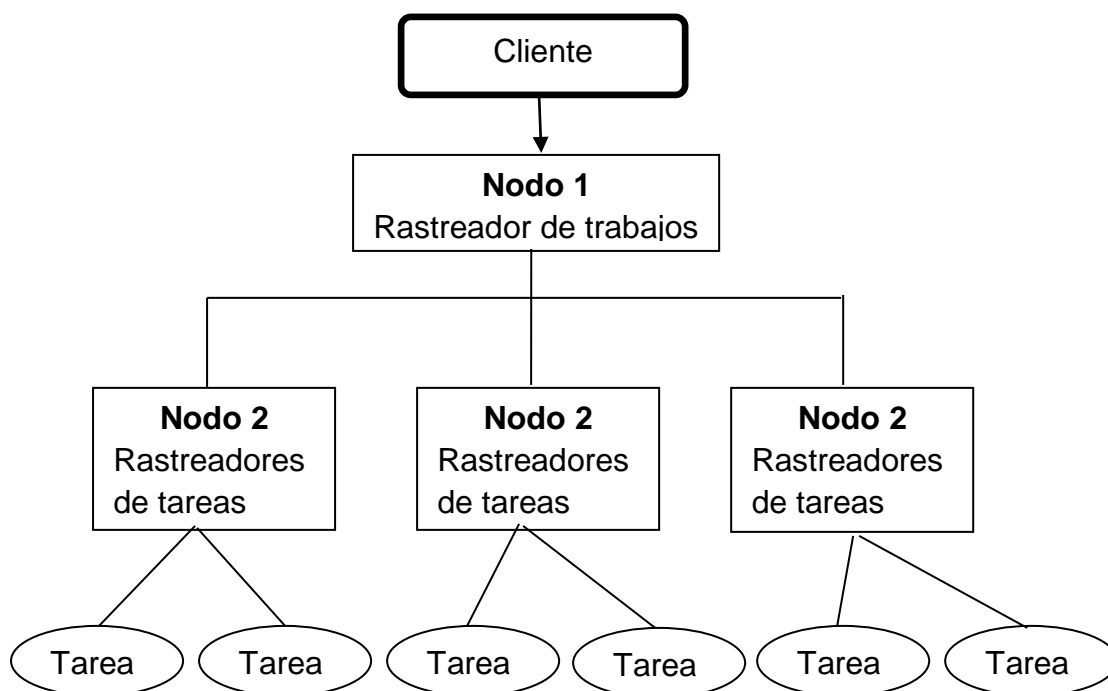 Cliente
Nodo 1
Rastreador de trabajos
Nodo 2
Rastreadores
de tareas
Nodo 2
Rastreadores
de tareas
Nodo 2
Rastreadores
de tareas
Tarea
Tarea
Tarea
Tarea
Tarea
Tarea